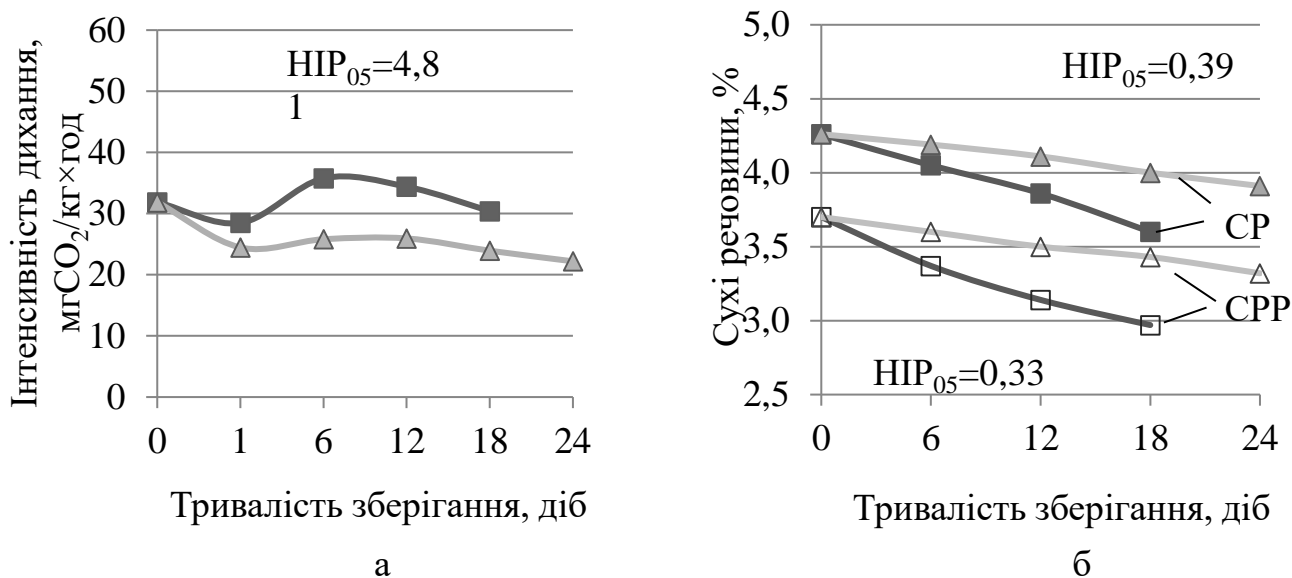 Інтенсивність дихання,
мгCO₂/кг×год
60
50
40
30
20
10
0
НІР₀₅=4,8
1
0 1 6 12 18 24
Тривалість зберігання, діб
а
Сухі речовини, %
5,0
4,5
4,0
3,5
3,0
2,5
НІР₀₅=0,39
СР
СРР
НІР₀₅=0,33
0 6 12 18 24
Тривалість зберігання, діб
б